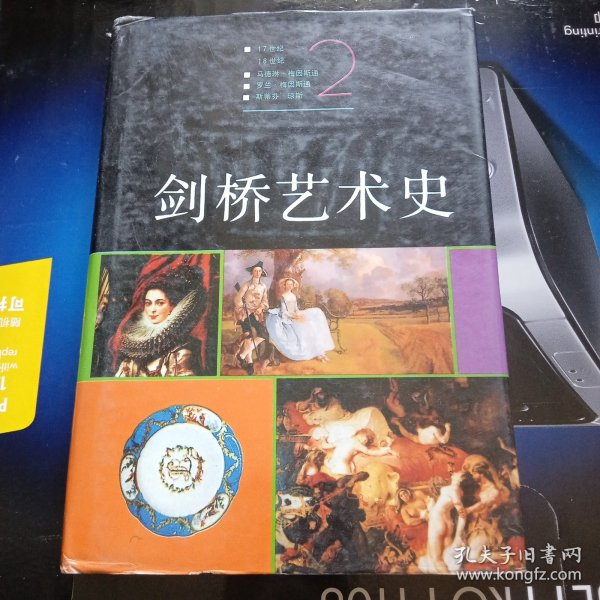 17世纪
18世纪
马德琳·梅因斯通
罗兰·梅因斯通
斯蒂芬·琼斯
2
剑桥艺术史
孔夫子旧书网
www.kongfz.com